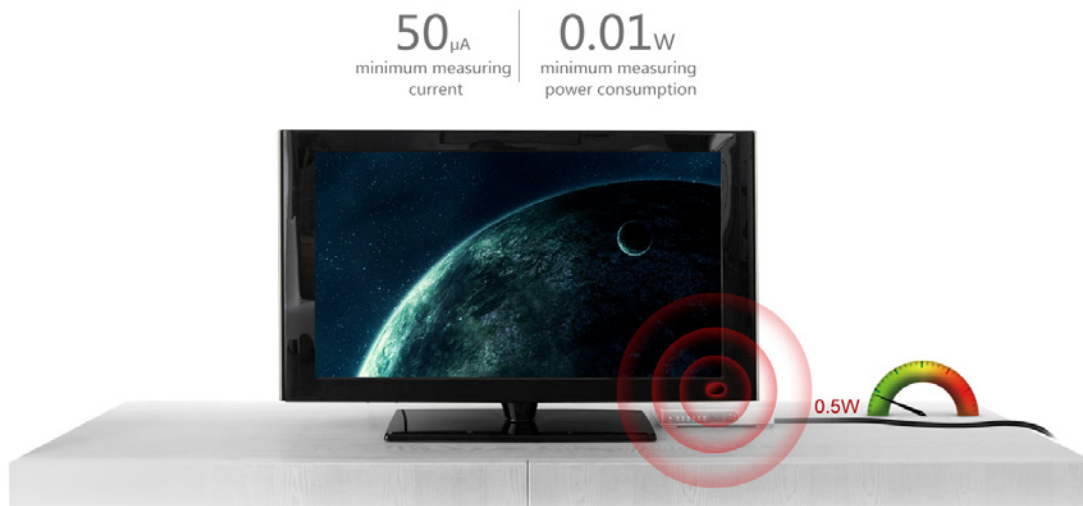 50μA
minimum measuring
current
0.01W
minimum measuring
power consumption
0.5W